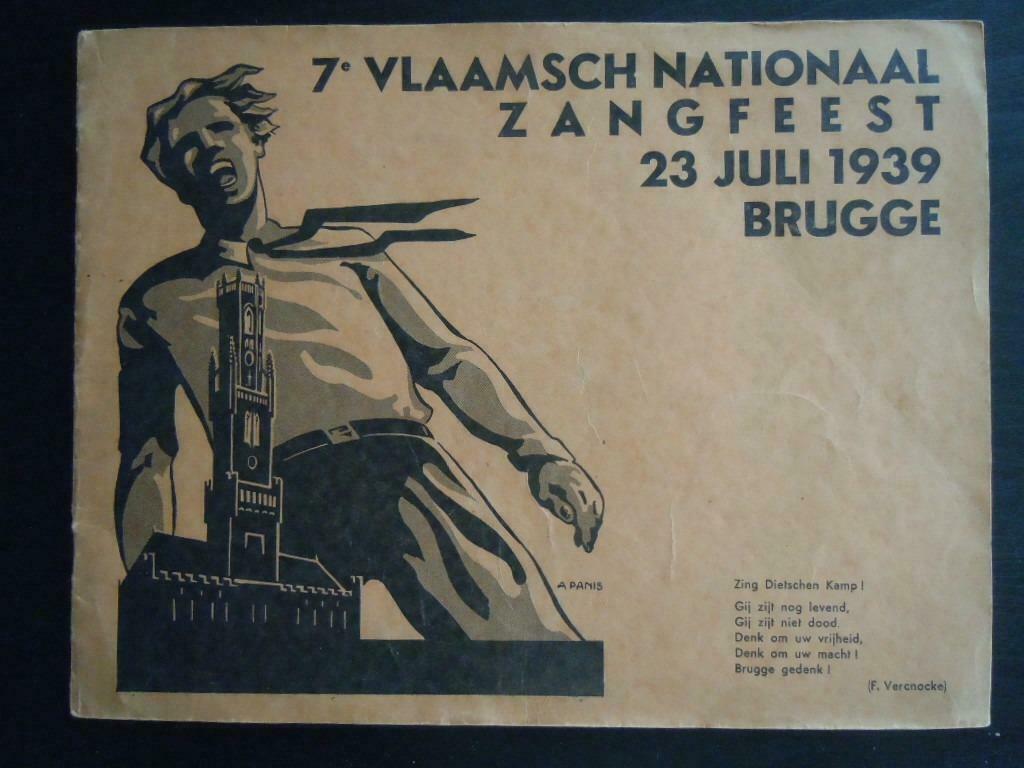 7e VLAAMSCH NATIONAAL
ZANGFEEST
23 JULI 1939
BRUGGE
A PANIS
Zing Dietschen Kamp!
Gij zijt nog levend,
Gij zijt niet dood.
Denk om uw vrijheid,
Denk om uw macht!
Brugge gedenk!
(F. Vercnocke)